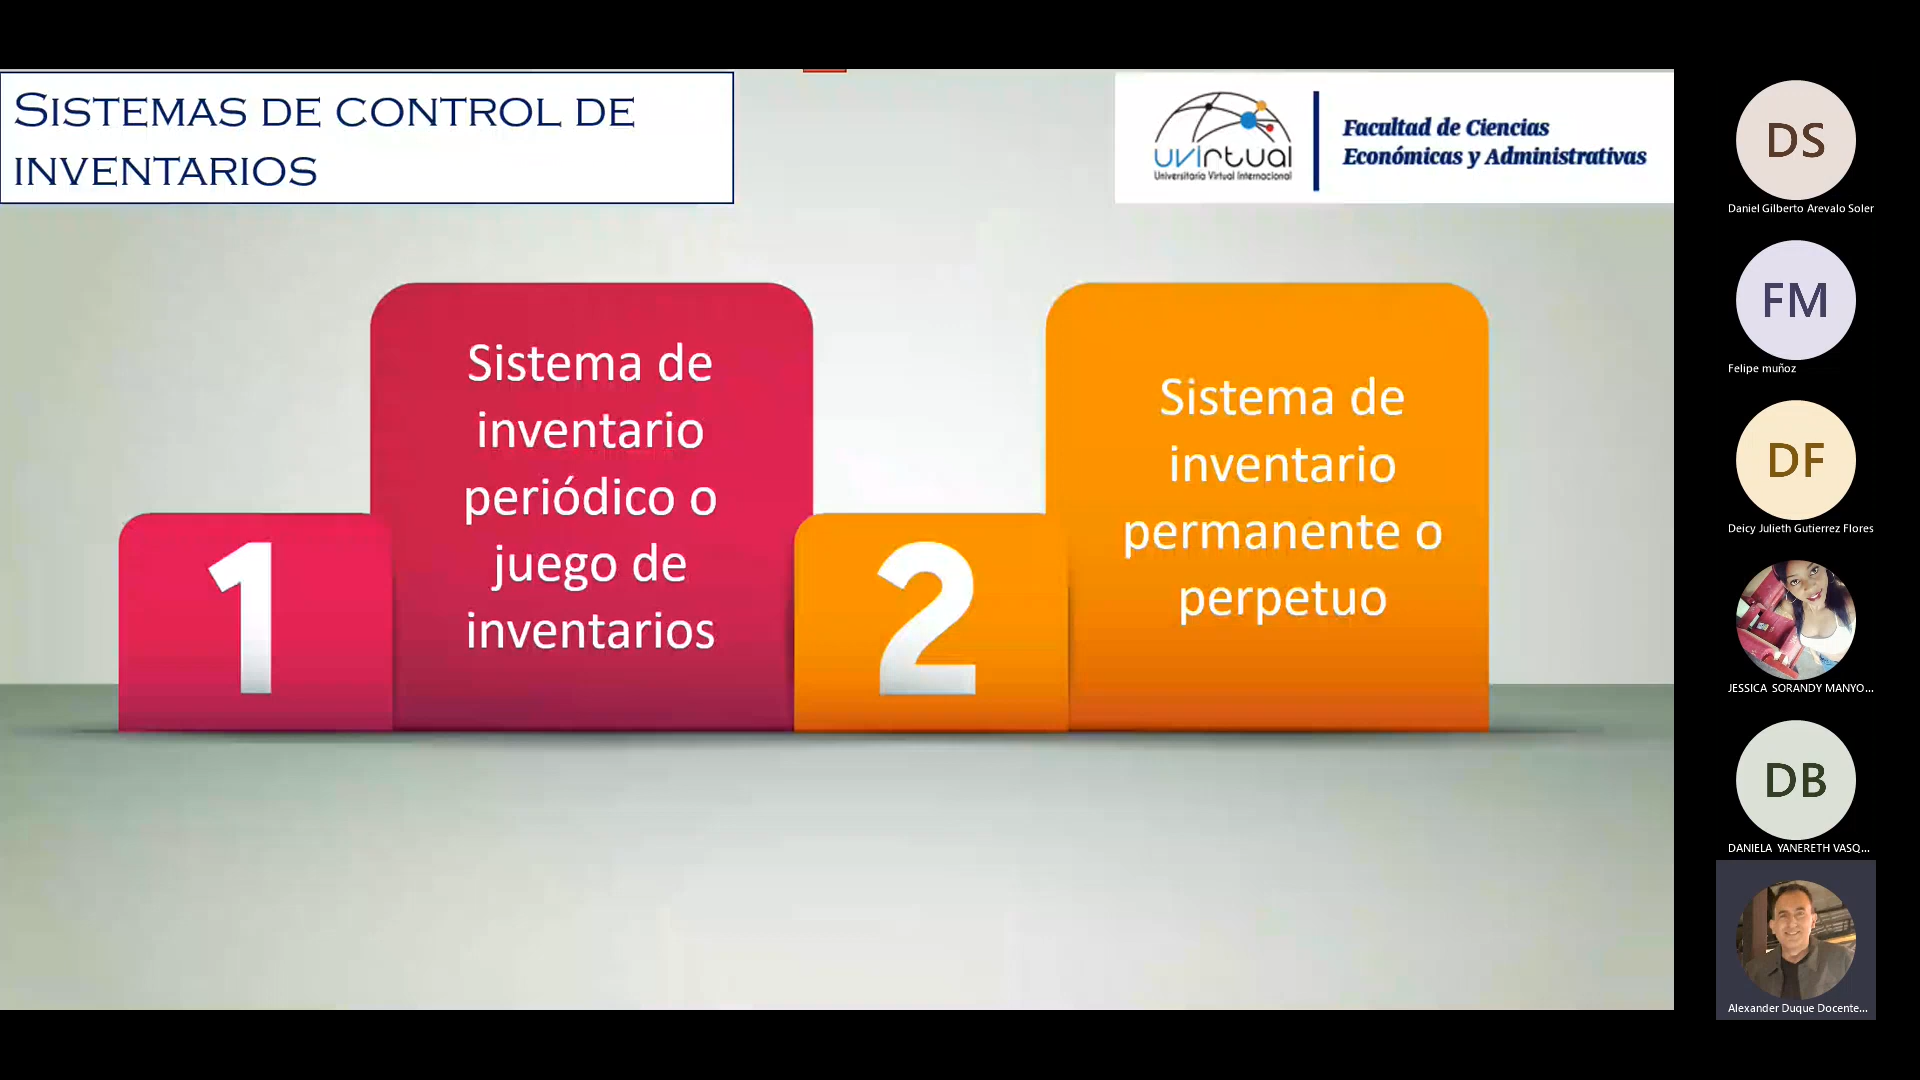 SISTEMAS DE CONTROL DE
INVENTARIOS
uvirtual
Universitaria Virtual Internacional
Facultad de Ciencias
Económicas y Administrativas
1
Sistema de
inventario
periódico o
juego de
inventarios
2
Sistema de
inventario
permanente o
perpetuo
DS
Daniel Gilberto Arevalo Soler
FM
Felipe muñoz
DF
Deicy Julieth Gutierrez Flores
JESSICA SORANDY MANYO...
DB
DANIELA YANERETH VASQ...
Alexander Duque Docente...